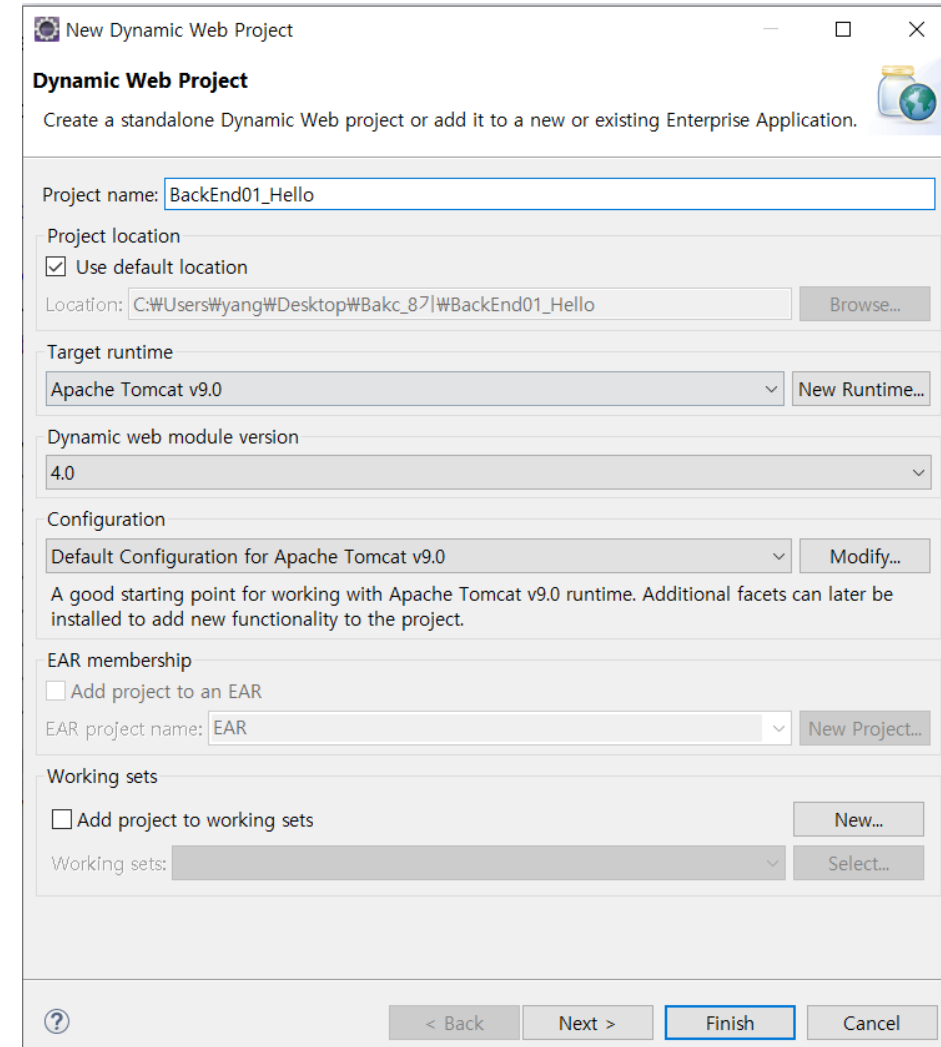 New Dynamic Web Project
Dynamic Web Project
Create a standalone Dynamic Web project or add it to a new or existing Enterprise Application.
Project name: BackEnd01_Hello
Project location
Use default location
Location: C:₩Users₩yang₩Desktop₩Bakc_8기₩BackEnd01_Hello Browse...
Target runtime
Apache Tomcat v9.0 New Runtime...
Dynamic web module version
4.0
Configuration
Default Configuration for Apache Tomcat v9.0 Modify...
A good starting point for working with Apache Tomcat v9.0 runtime. Additional facets can later be
installed to add new functionality to the project.
EAR membership
Add project to an EAR
EAR project name: EAR New Project...
Working sets
Add project to working sets New...
Working sets: Select...
? < Back Next > Finish Cancel